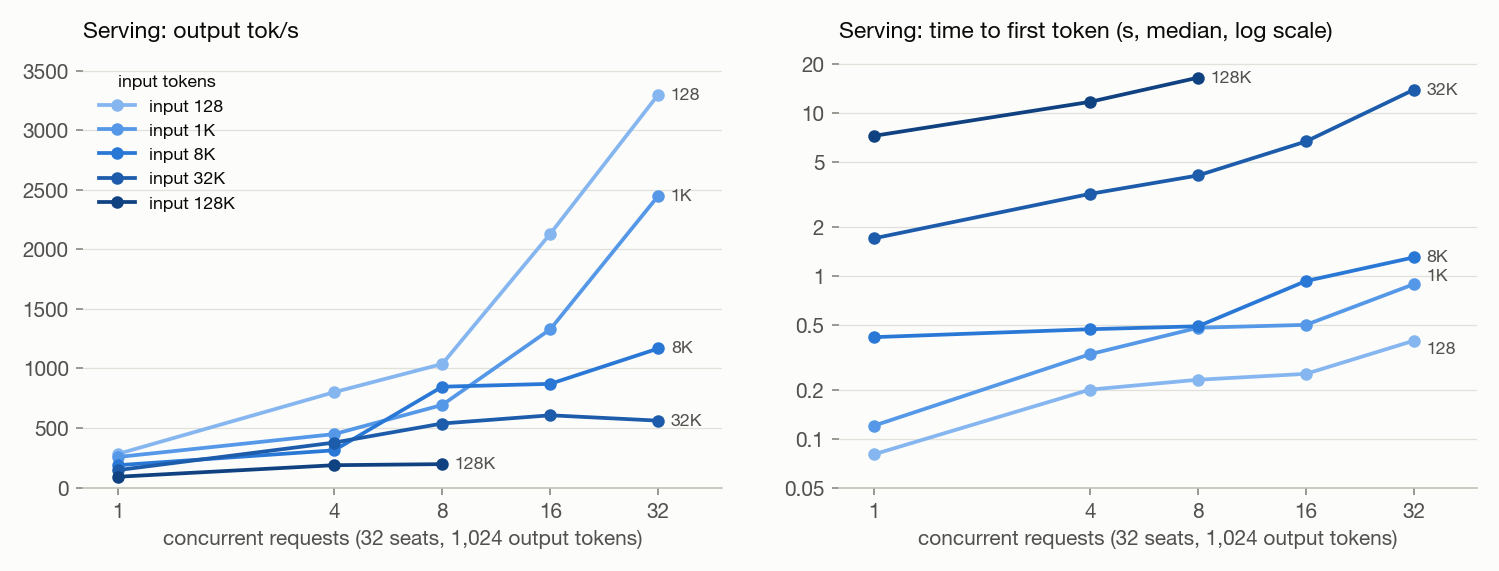 Serving: output tok/s
3500
3000
2500
2000
1500
1000
500
0
input tokens
input 128
input 1K
input 8K
input 32K
input 128K
128
1K
8K
32K
128K
1
4
8
16
32
concurrent requests (32 seats, 1,024 output tokens)
Serving: time to first token (s, median, log scale)
20
10
5
2
1
0.5
0.2
0.1
0.05
128K
32K
8K
1K
128
1
4
8
16
32
concurrent requests (32 seats, 1,024 output tokens)